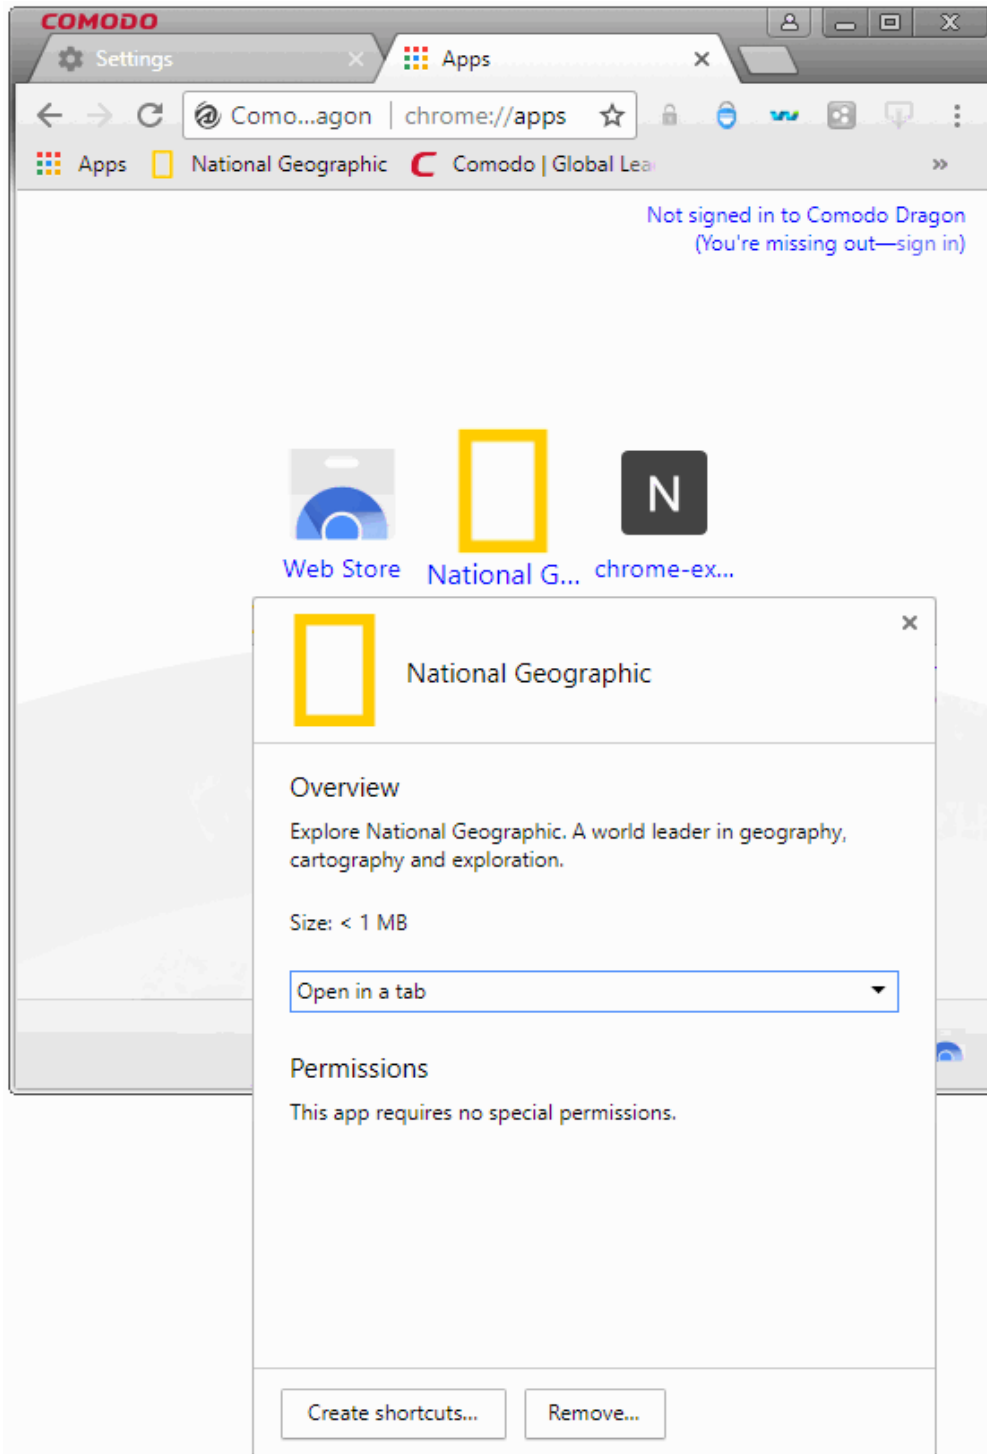 COMODO
Settings
Apps
Como...agon | chrome://apps
Apps National Geographic Comodo | Global Lea
Not signed in to Comodo Dragon
(You're missing out—sign in)
N
Web Store National G... chrome-ex...
National Geographic
Overview
Explore National Geographic. A world leader in geography,
cartography and exploration.
Size: < 1 MB
Open in a tab
Permissions
This app requires no special permissions.
Create shortcuts... Remove...